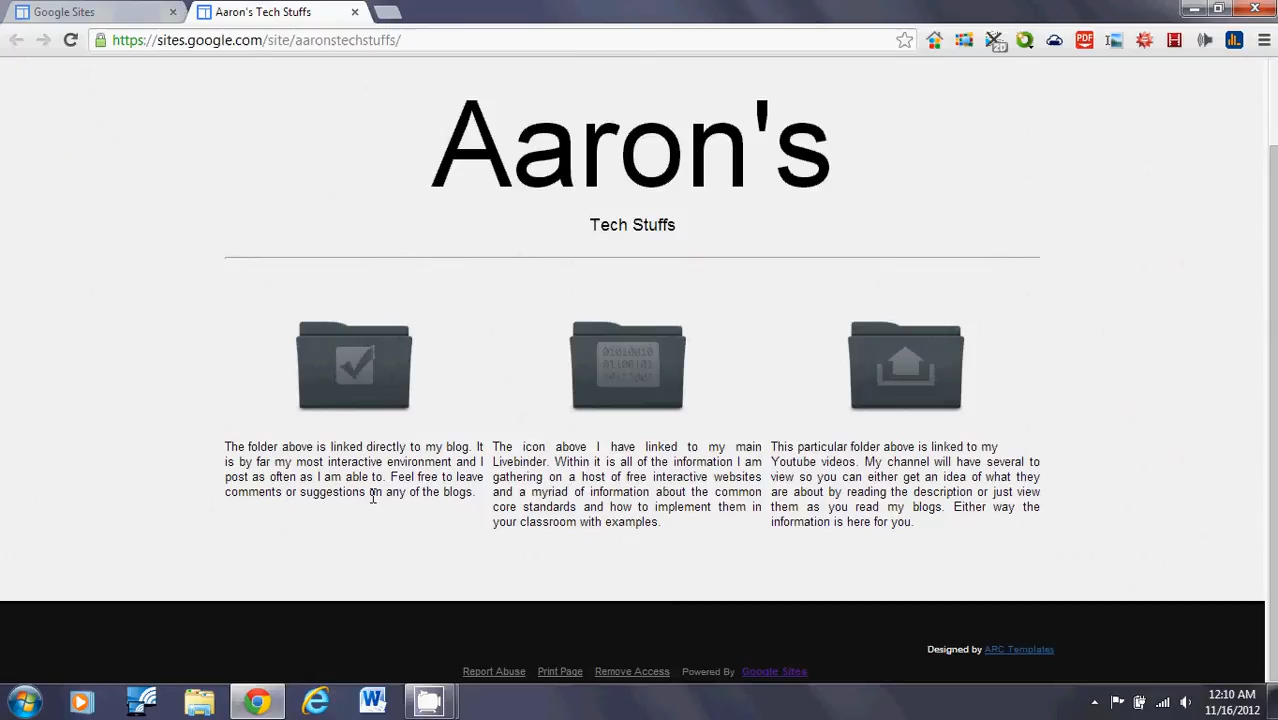 Google Sites
Aaron's Tech Stuffs
https://sites.google.com/site/aaronstechstuffs/
20
PDF
Aaron's
Tech Stuffs
01010010
The folder above is linked directly to my blog. It
is by far my most interactive environment and I
post as often as I am able to. Feel free to leave
comments or suggestions on any of the blogs.
The icon above I have linked to my main
Livebinder. Within it is all of the information I am
gathering on a host of free interactive websites
and a myriad of information about the common
core standards and how to implement them in
your classroom with examples.
This particular folder above is linked to my
Youtube videos. My channel will have several to
view so you can either get an idea of what they
are about by reading the description or just view
them as you read my blogs. Either way the
information is here for you.
Designed by ARC Templates
Report Abuse Print Page Remove Access Powered By Google Sites
12:10 AM
11/16/2012